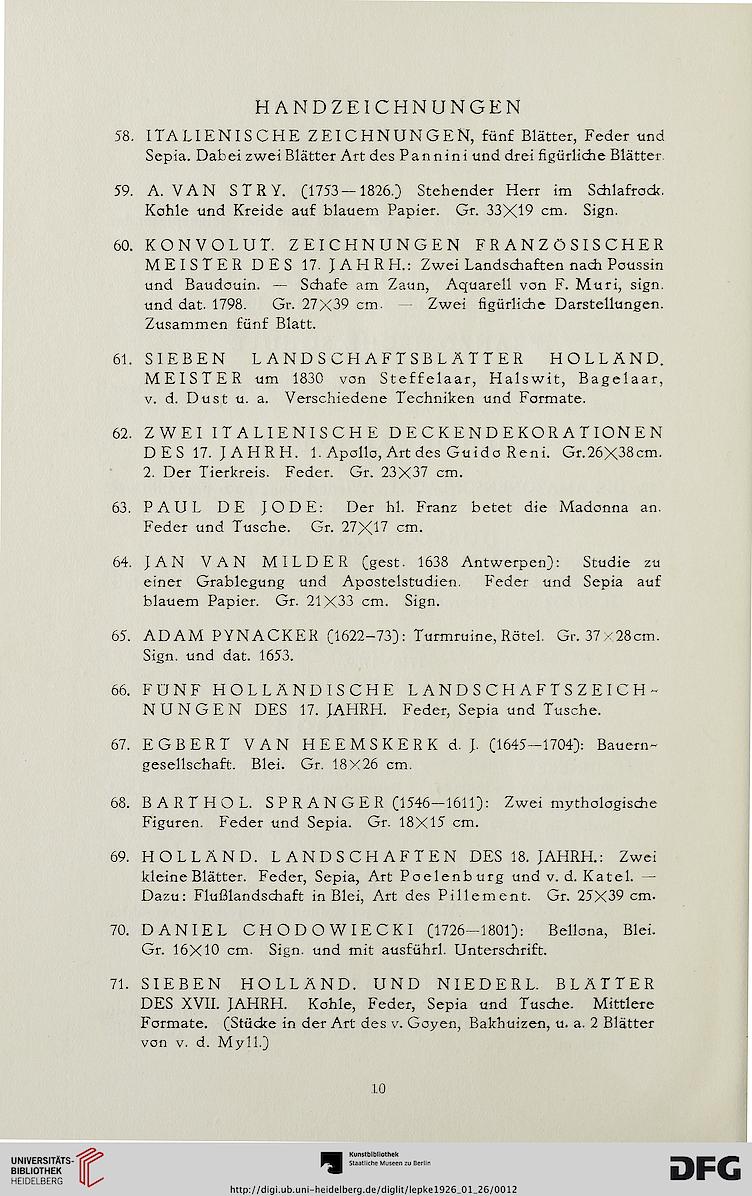 HANDZEICHNUNGEN
58. ITALIENISCHE ZEICHNUNGEN, fünf Blätter, Feder und
Sepia. Dabei zwei Blätter Art des Pannini und drei figürliche Blätter.
59. A. VAN STRY. (1753—1826.) Stehender Herr im Schlafrock.
Kohle und Kreide auf blauem Papier. Gr. 33×19 cm. Sign.
60. KONVOLUT. ZEICHNUNGEN FRANZÖSISCHER
MEISTER DES 17. JAHRH.: Zwei Landschaften nach Poussin
und Baudouin. — Schafe am Zaun, Aquarell von F. Muri, sign.
und dat. 1798. Gr. 27×39 cm. — Zwei figürliche Darstellungen.
Zusammen fünf Blatt.
61. SIEBEN LANDSCHAFTSBLÄTTER HOLLÄND.
MEISTER um 1830 von Steffelaar, Halswit, Bagelaar,
v. d. Dust u. a. Verschiedene Techniken und Formate.
62. ZWEI ITALIENISCHE DECKENDEKORATIONEN
DES 17. JAHRH. 1. Apollo, Art des Guido Reni. Gr. 26×38 cm.
2. Der Tierkreis. Feder. Gr. 23×37 cm.
63. PAUL DE JODE: Der hl. Franz betet die Madonna an.
Feder und Tusche. Gr. 27×17 cm.
64. JAN VAN MILDER (gest. 1638 Antwerpen): Studie zu
einer Grablegung und Apostelstudien. Feder und Sepia auf
blauem Papier. Gr. 21×33 cm. Sign.
65. ADAM PYNACKER (1622–73): Turmruine, Rötel. Gr. 37×28 cm.
Sign. und dat. 1653.
66. FÜNF HOLLÄNDISCHE LANDSCHAFTSZEICH-
NUNGEN DES 17. JAHRH. Feder, Sepia und Tusche.
67. EGBERT VAN HEEMSKERK d. J. (1645—1704): Bauern-
gesellschaft. Blei. Gr. 18×26 cm.
68. BARTHOL. SPRANGER (1546—1611): Zwei mythologische
Figuren. Feder und Sepia. Gr. 18×15 cm.
69. HOLLÄND. LANDSCHAFTEN DES 18. JAHRH.: Zwei
kleine Blätter. Feder, Sepia, Art Poelenburg und v. d. Katel. —
Dazu: Flußlandschaft in Blei, Art des Pillement. Gr. 25×39 cm.
70. DANIEL CHODOWIECKI (1726—1801): Bellona, Blei.
Gr. 16×10 cm. Sign. und mit ausführl. Unterschrift.
71. SIEBEN HOLLÄND. UND NIEDERL. BLÄTTER
DES XVII. JAHRH. Kohle, Feder, Sepia und Tusche. Mittlere
Formate. (Stücke in der Art des v. Goyen, Bakhuizen, u. a. 2 Blätter
von v. d. Myll.)
10
UNIVERSITÄTS-
BIBLIOTHEK
HEIDELBERG
Kunstbibliothek
Staatliche Museen zu Berlin
DFG
http://digi.ub.uni-heidelberg.de/diglit/lepke1926_01_26/0012